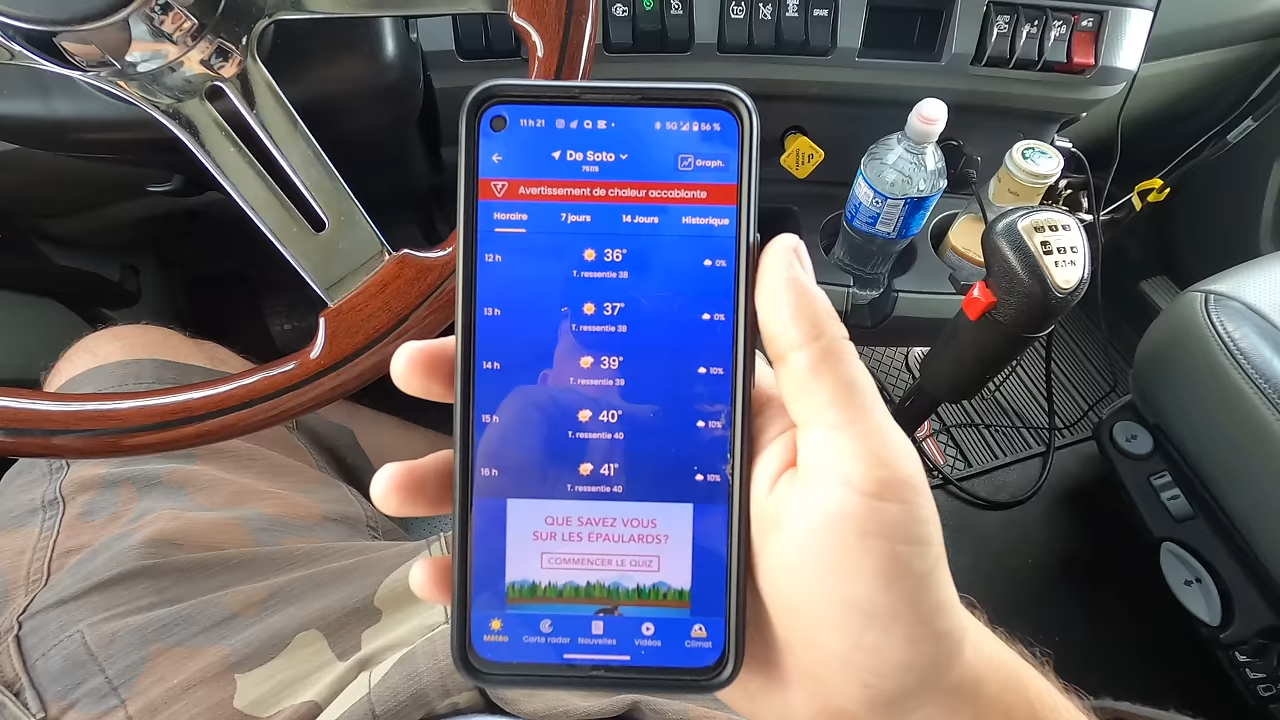 11 h 21
5G
56 %
De Soto
75115
Graph.
Avertissement de chaleur accablante
Horaire
7 jours
14 Jours
Historique
12 h
36°
0%
T. ressentie 38
13 h
37°
0%
T. ressentie 38
14 h
39°
10%
T. ressentie 39
15 h
40°
10%
T. ressentie 40
16 h
41°
10%
T. ressentie 40
QUE SAVEZ VOUS
SUR LES ÉPAULARDS?
COMMENCER LE QUIZ
Météo
Carte radar
Nouvelles
Vidéos
Climat
TC
SPARE
AUTO
EATON